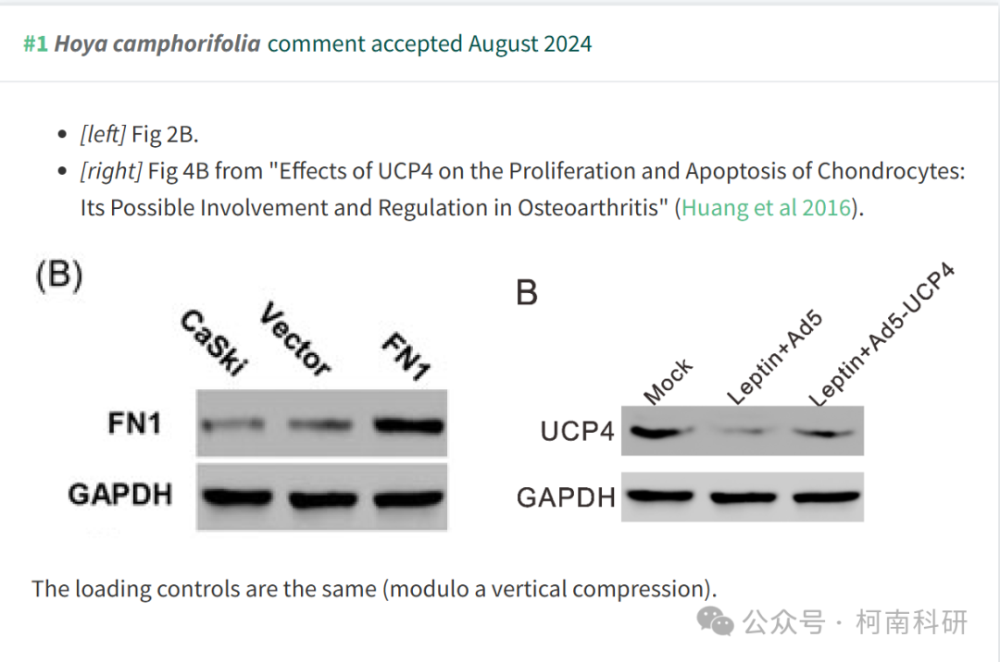 #1 Hoya camphorifolia comment accepted August 2024
[left] Fig 2B.
[right] Fig 4B from "Effects of UCP4 on the Proliferation and Apoptosis of Chondrocytes:
Its Possible Involvement and Regulation in Osteoarthritis" (Huang et al 2016).
(B)
CaSki Vector FN1
FN1
GAPDH
B
Mock Leptin+Ad5 Leptin+Ad5-UCP4
UCP4
GAPDH
The loading controls are the same (modulo a vertical compression).
公众号 · 柯南科研